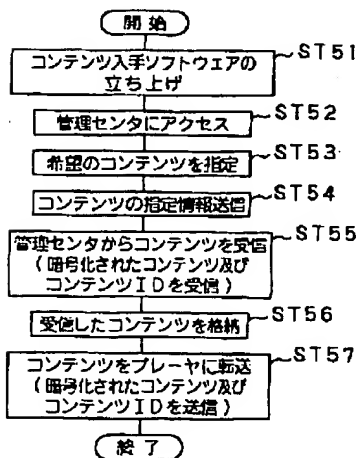 開始
コンテンツ入手ソフトウェアの
立ち上げ
ST51
管理センタにアクセス
ST52
希望のコンテンツを指定
ST53
コンテンツの指定情報送信
ST54
管理センタからコンテンツを受信
(暗号化されたコンテンツ及び
コンテンツIDを受信)
ST55
受信したコンテンツを格納
ST56
コンテンツをプレーヤに転送
(暗号化されたコンテンツ及び
コンテンツIDを送信)
ST57
終了